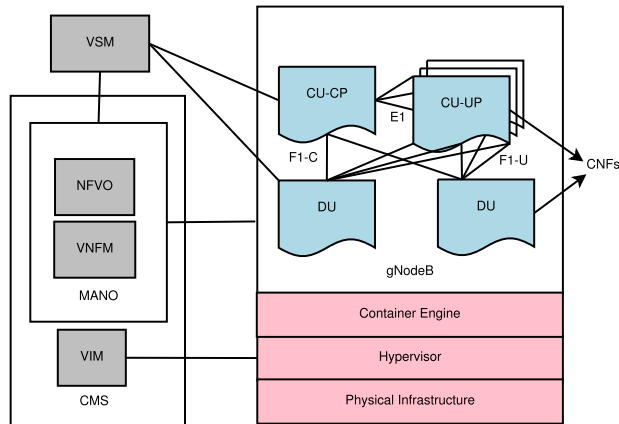 VSM
NFVO
VNFM
MANO
VIM
CMS
CU-CP
E1
CU-UP
F1-C
F1-U
CNFs
DU
DU
gNodeB
Container Engine
Hypervisor
Physical Infrastructure